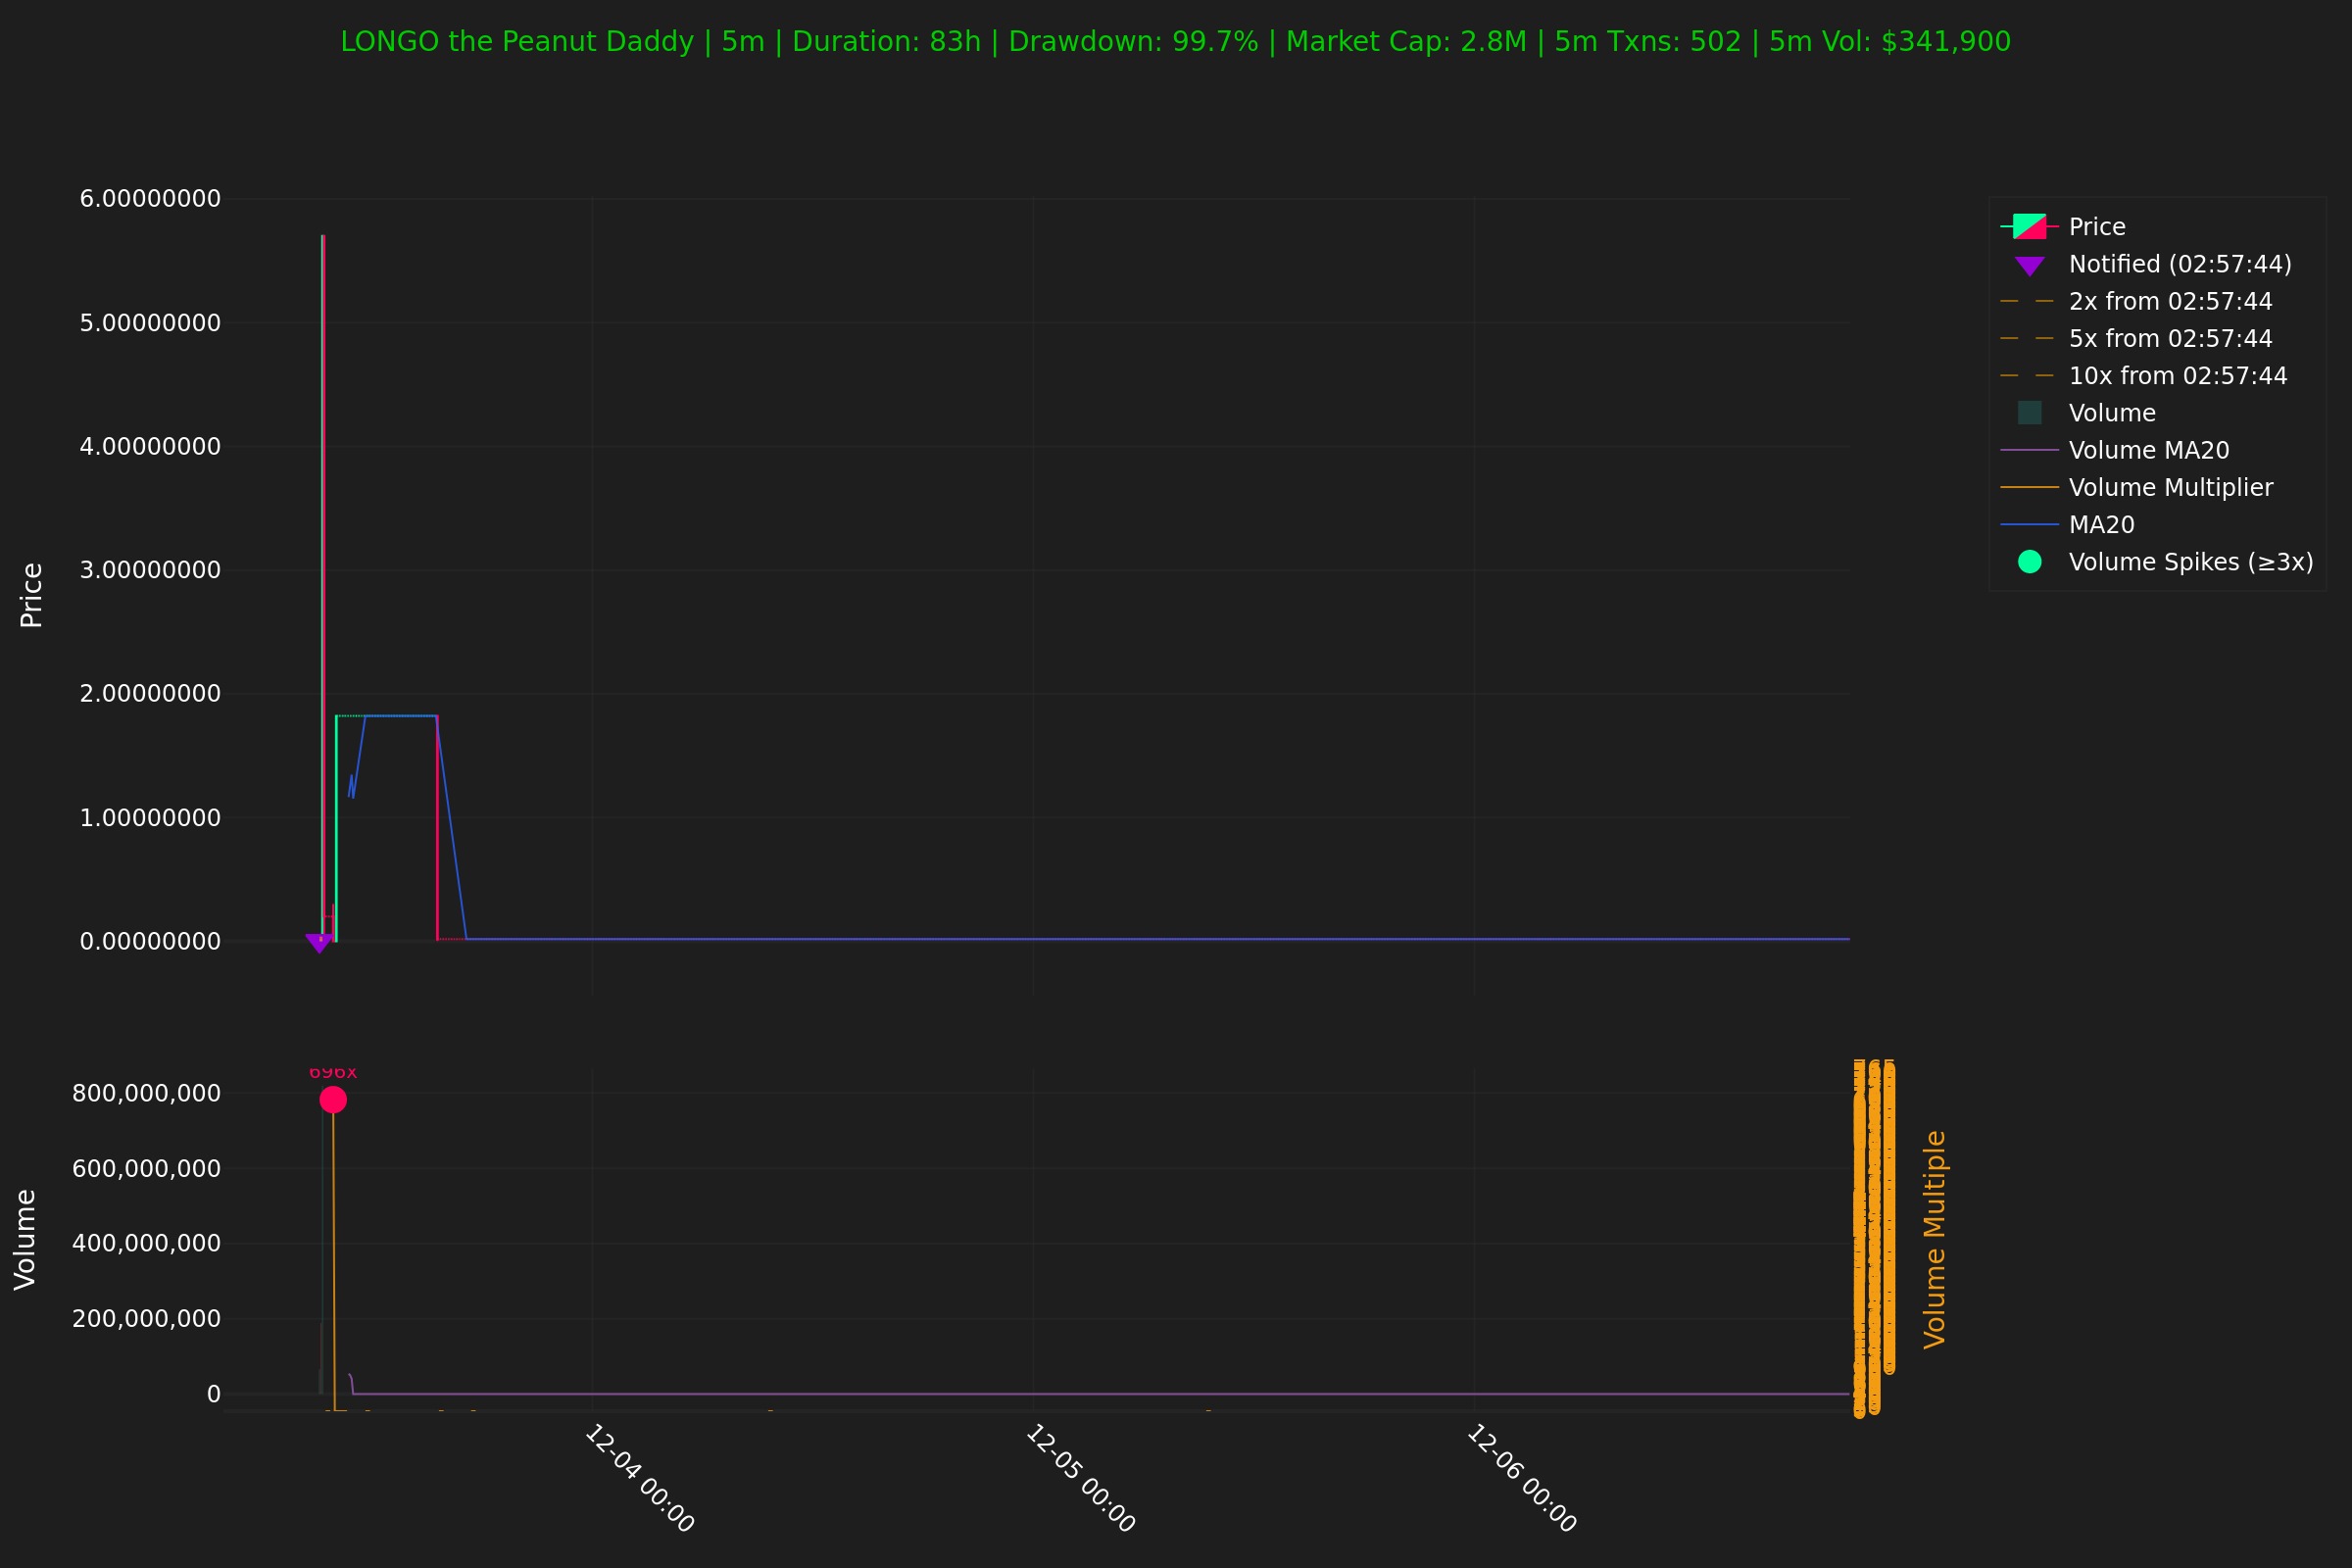 LONGO the Peanut Daddy | 5m | Duration: 83h | Drawdown: 99.7% | Market Cap: 2.8M | 5m Txns: 502 | 5m Vol: $341,900
6.00000000
5.00000000
4.00000000
3.00000000
2.00000000
1.00000000
0.00000000
Price
Price
Notified (02:57:44)
2x from 02:57:44
5x from 02:57:44
10x from 02:57:44
Volume
Volume MA20
Volume Multiplier
MA20
Volume Spikes (≥3x)
696x
800,000,000
600,000,000
400,000,000
200,000,000
0
Volume
Volume Multiple
12-04 00:00
12-05 00:00
12-06 00:00